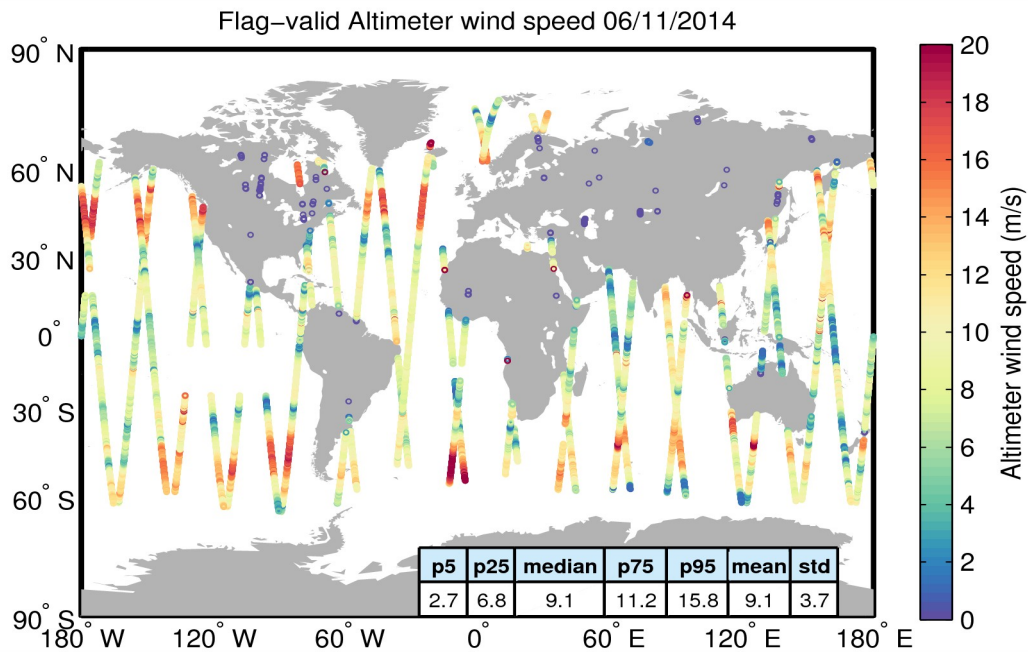 Flag−valid Altimeter wind speed 06/11/2014
90° N
60° N
30° N
0°
30° S
60° S
90° S
180° W
120° W
60° W
0°
60° E
120° E
180° E
p5 p25 median p75 p95 mean std
2.7 6.8 9.1 11.2 15.8 9.1 3.7
20
18
16
14
12
10
8
6
4
2
0
Altimeter wind speed (m/s)